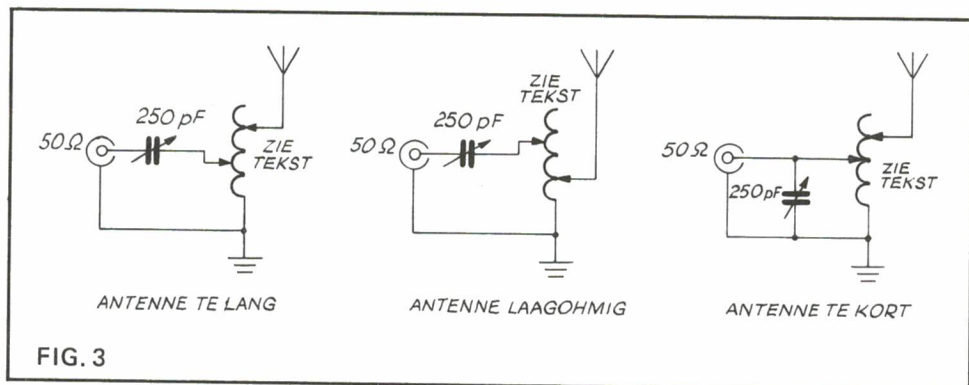 50Ω
250 pF
ZIE
TEKST
ANTENNE TE LANG
50Ω
250 pF
ZIE
TEKST
ANTENNE LAAGOHMIG
50Ω
250pF
ZIE
TEKST
ANTENNE TE KORT
FIG. 3